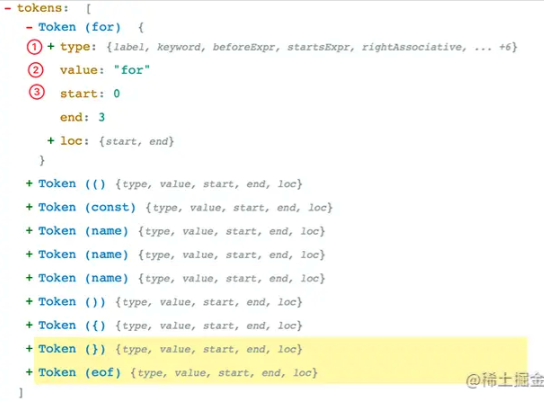 - tokens: [
- Token (for) {
① + type: {label, keyword, beforeExpr, startsExpr, rightAssociative, ... +6}
② value: "for"
③ start: 0
end: 3
+ loc: {start, end}
}
+ Token (() {type, value, start, end, loc}
+ Token (const) {type, value, start, end, loc}
+ Token (name) {type, value, start, end, loc}
+ Token (name) {type, value, start, end, loc}
+ Token (name) {type, value, start, end, loc}
+ Token ()) {type, value, start, end, loc}
+ Token ({) {type, value, start, end, loc}
+ Token (}) {type, value, start, end, loc}
+ Token (eof) {type, value, start, end, loc}
]
@稀土掘金